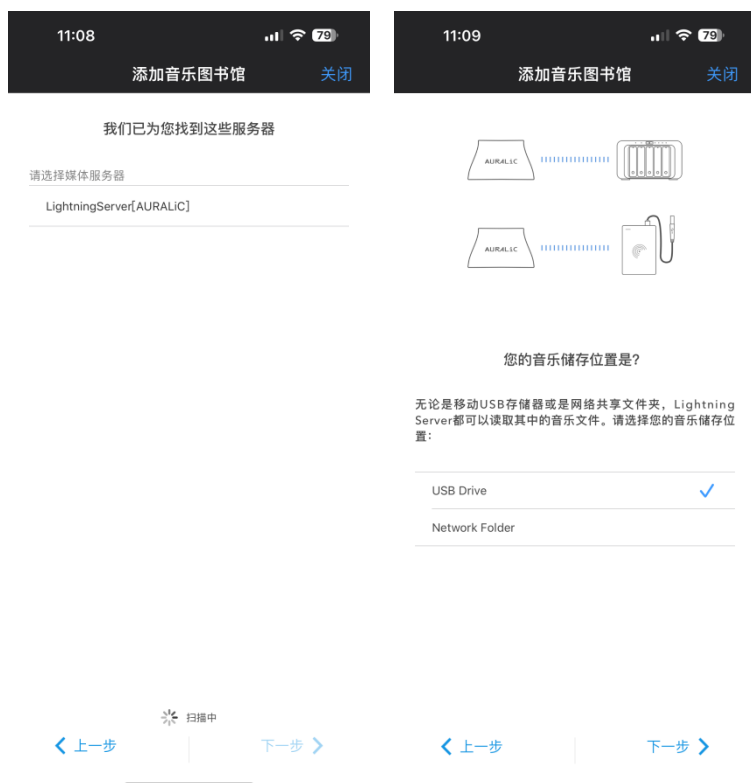 11:08
79
添加音乐图书馆
关闭
我们已为您找到这些服务器
请选择媒体服务器
LightningServer[AURALiC]
扫描中
上一步
下一步
11:09
79
添加音乐图书馆
关闭
AURALiC
AURALiC
您的音乐储存位置是?
无论是移动USB存储器或是网络共享文件夹，Lightning
Server都可以读取其中的音乐文件。请选择您的音乐储存位
置:
USB Drive
Network Folder
上一步
下一步